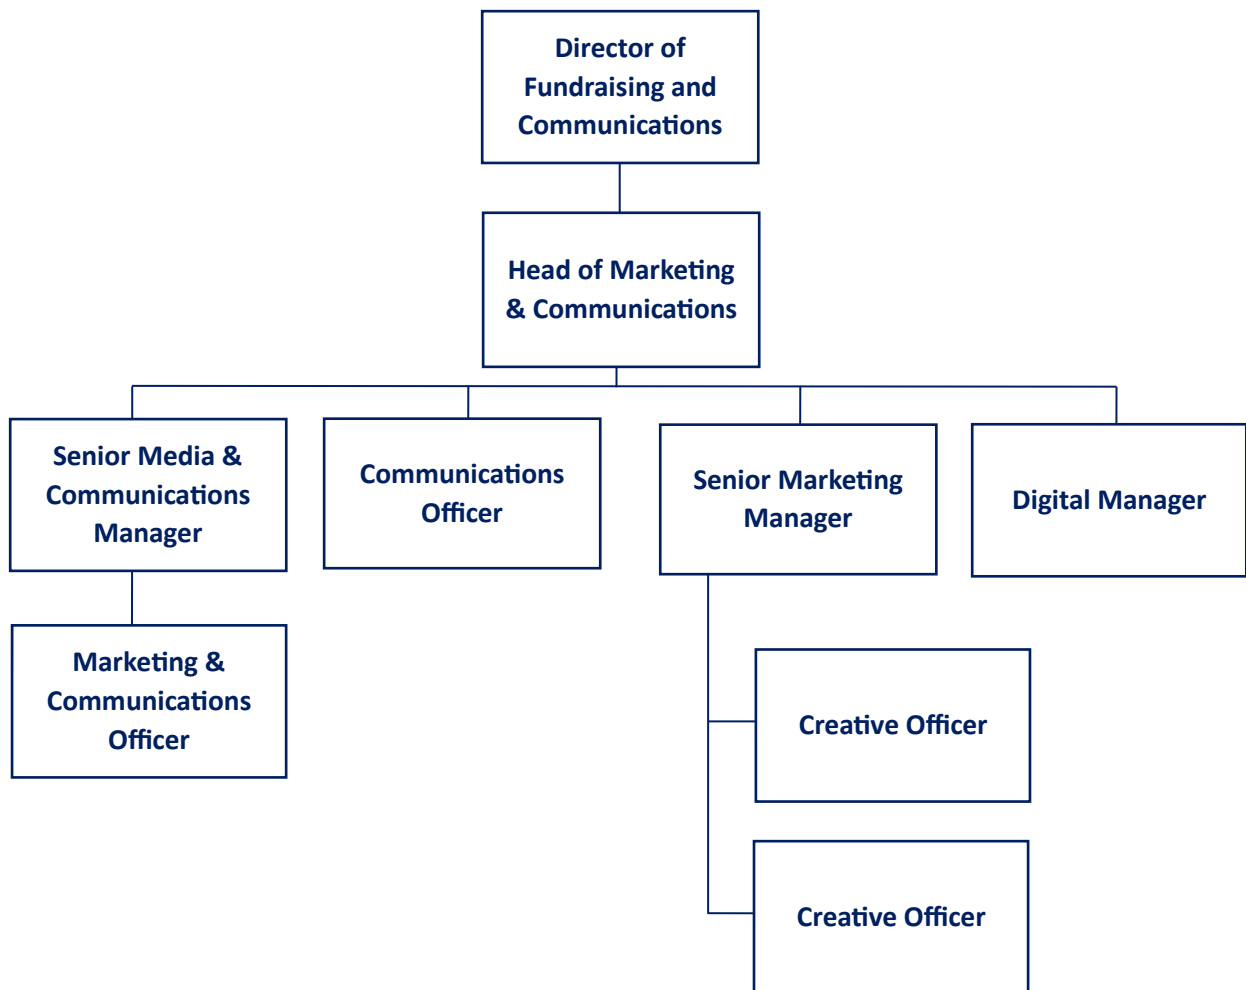 Director of
Fundraising and
Communications
Head of Marketing
& Communications
Senior Media &
Communications
Manager
Communications
Officer
Senior Marketing
Manager
Digital Manager
Marketing &
Communications
Officer
Creative Officer
Creative Officer